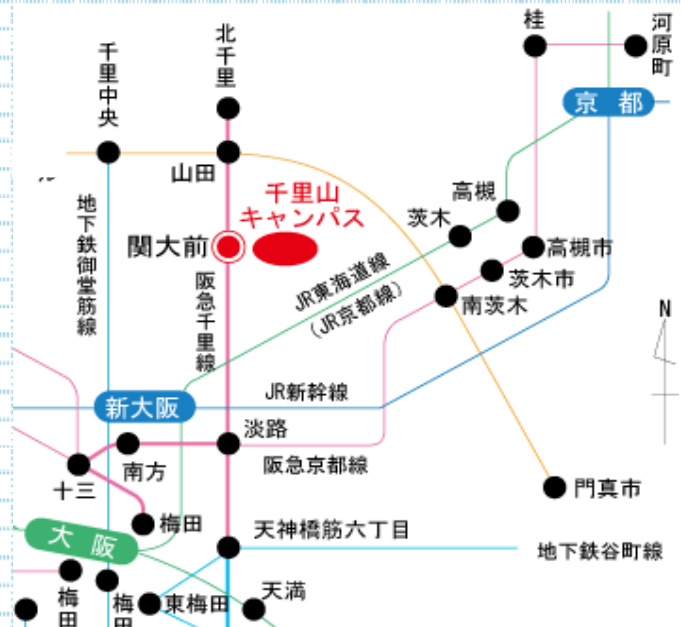 桂
河原町
北千里
千里中央
京 都
山田
千里山
キャンパス
高槻
茨木
地下鉄御堂筋線
関大前
高槻市
茨木市
南茨木
JR東海道線
(JR京都線)
阪急千里線
N
JR新幹線
新大阪
淡路
南方
阪急京都線
十三
門真市
梅田
大 阪
天神橋筋六丁目
地下鉄谷町線
梅田
梅田
東梅田
天満